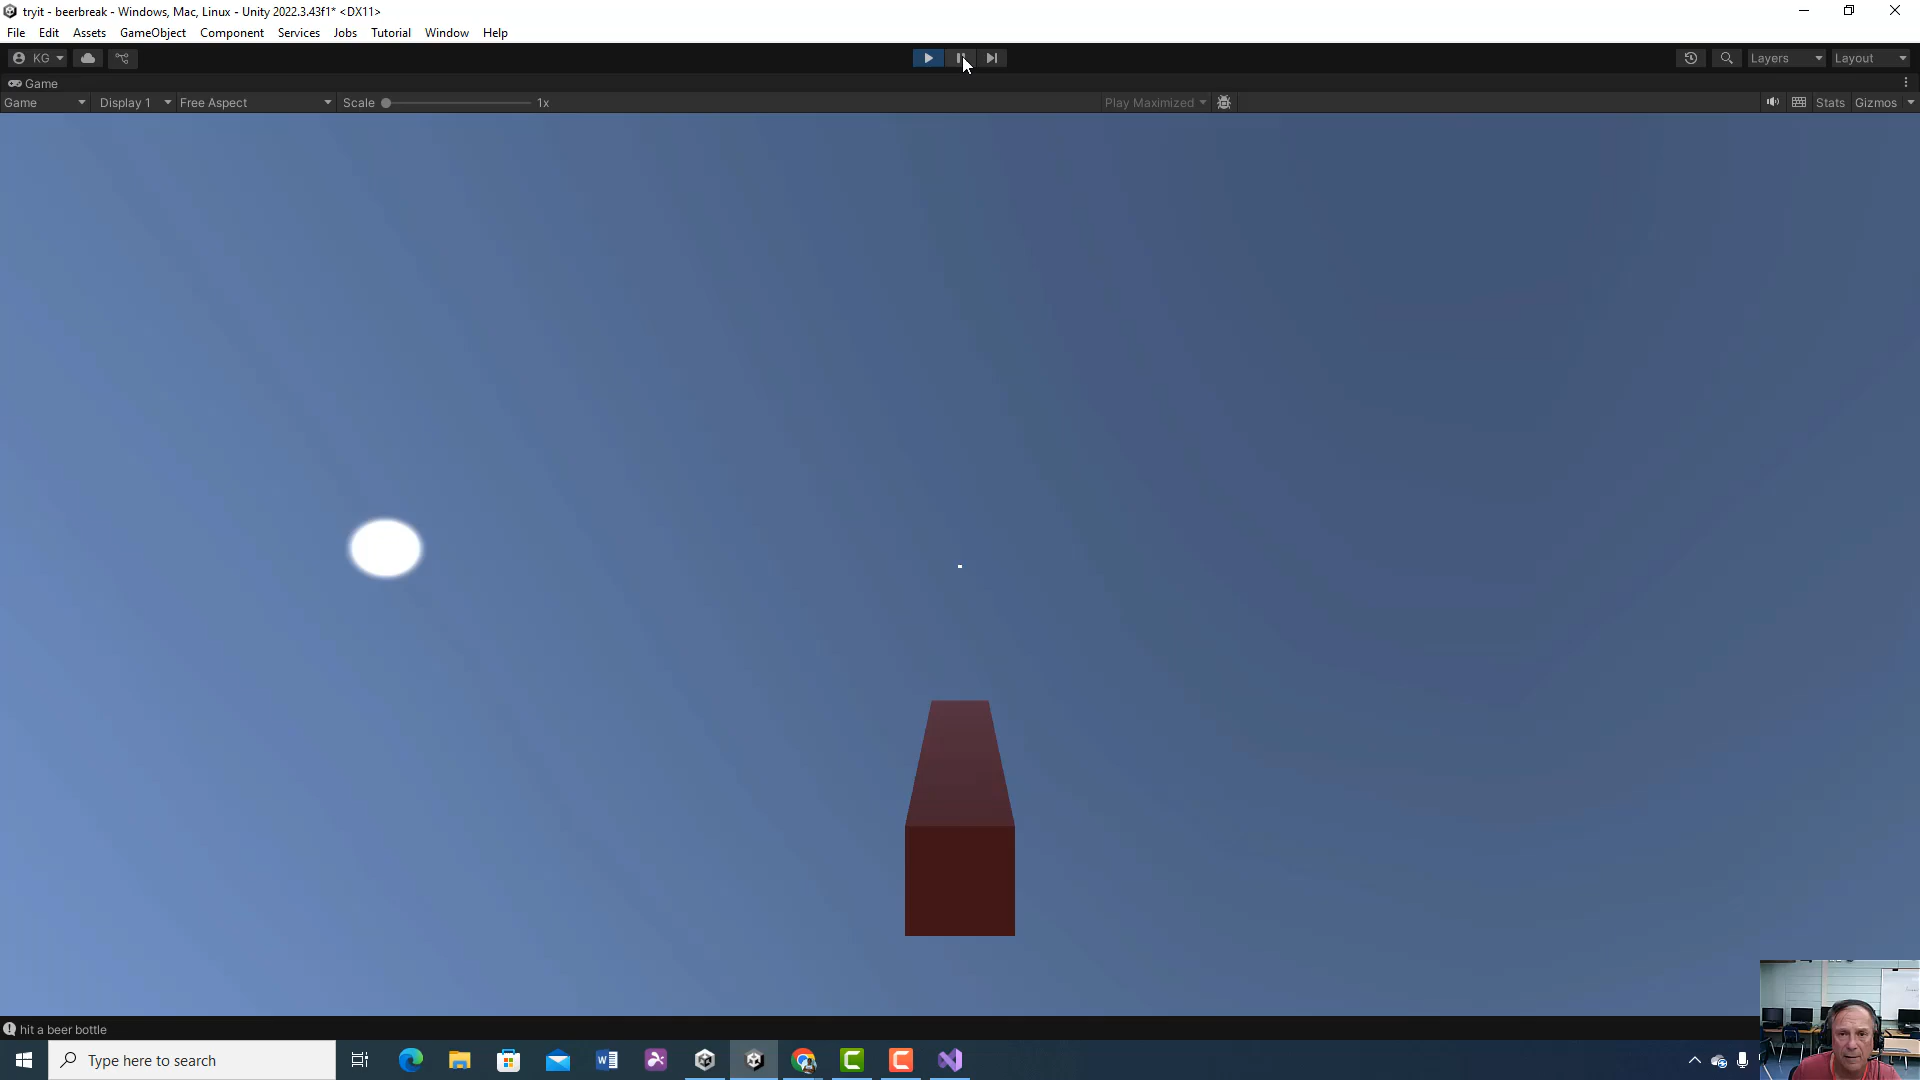 tryit - beerbreak - Windows, Mac, Linux - Unity 2022.3.43f1* <DX11>
File Edit Assets GameObject Component Services Jobs Tutorial Window Help
KG Layers Layout
Game
Game Display 1 Free Aspect Scale 1x Play Maximized Stats Gizmos
hit a beer bottle
Type here to search